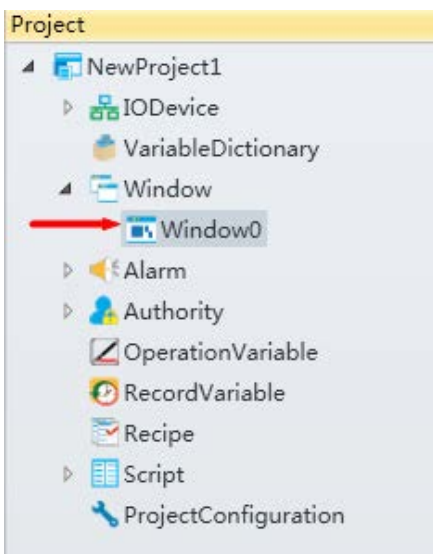 Project
NewProject1
IODevice
VariableDictionary
Window
Window0
Alarm
Authority
OperationVariable
RecordVariable
Recipe
Script
ProjectConfiguration